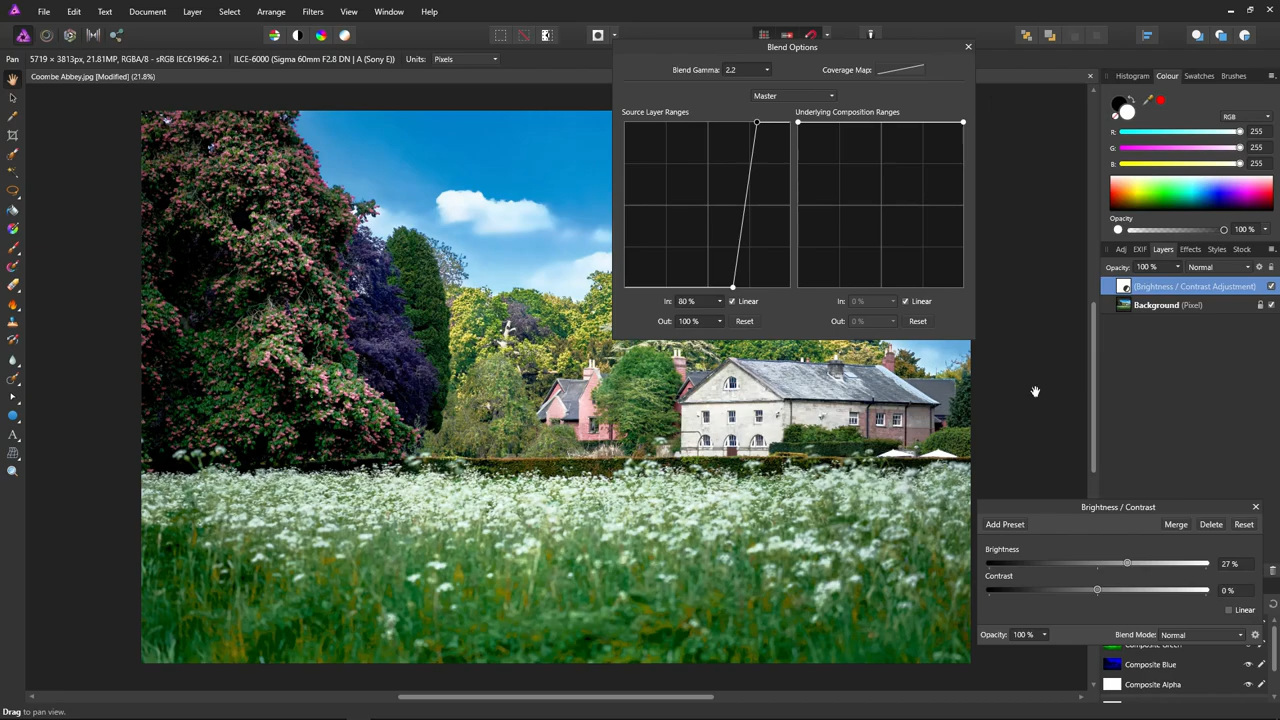 File Edit Text Document Layer Select Arrange Filters View Window Help
Pan 5719 × 3813px, 21.81MP, RGBA/8 - sRGB IEC61966-2.1 ILCE-6000 (Sigma 60mm F2.8 DN | A (Sony E)) Units: Pixels
Coombe Abbey.jpg [Modified] (21.8%)
Blend Options
Blend Gamma: 2.2 Coverage Map:
Master
Source Layer Ranges Underlying Composition Ranges
In: 80 % Linear In: 0 % Linear
Out: 100 % Reset Out: 0 % Reset
Histogram Colour Swatches Brushes
RGB
R: 255
G: 255
B: 255
Opacity
100 %
Adj EXIF Layers Effects Styles Stock
Opacity: 100 % Normal
(Brightness / Contrast Adjustment)
Background (Pixel)
Brightness / Contrast
Add Preset Merge Delete Reset
Brightness
27 %
Contrast
0 %
Linear
Opacity: 100 % Blend Mode: Normal
Composite Green
Composite Blue
Composite Alpha
Drag to pan view.